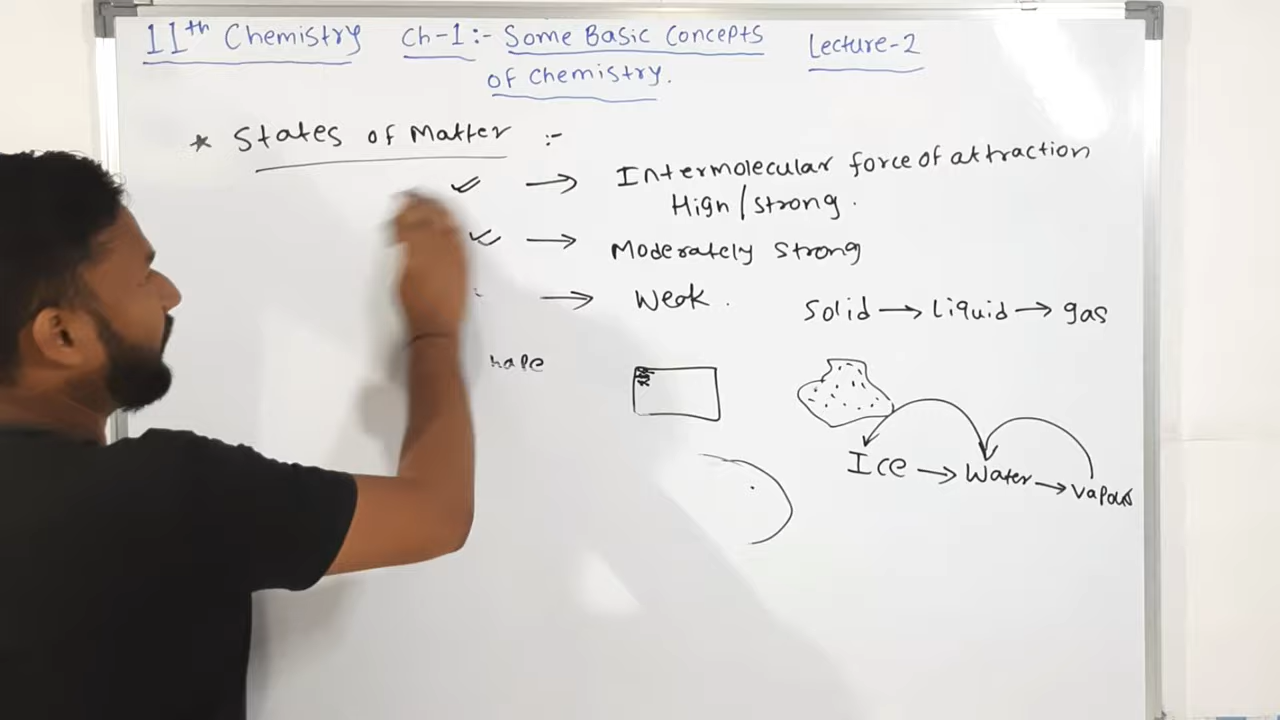 11th Chemistry Ch-1:- Some Basic Concepts of Chemistry. Lecture-2
* States of Matter :-
→ Intermolecular force of attraction
High / Strong.
→ Moderately Strong
→ Weak.
Solid → liquid → gas
Ice → Water → vapour